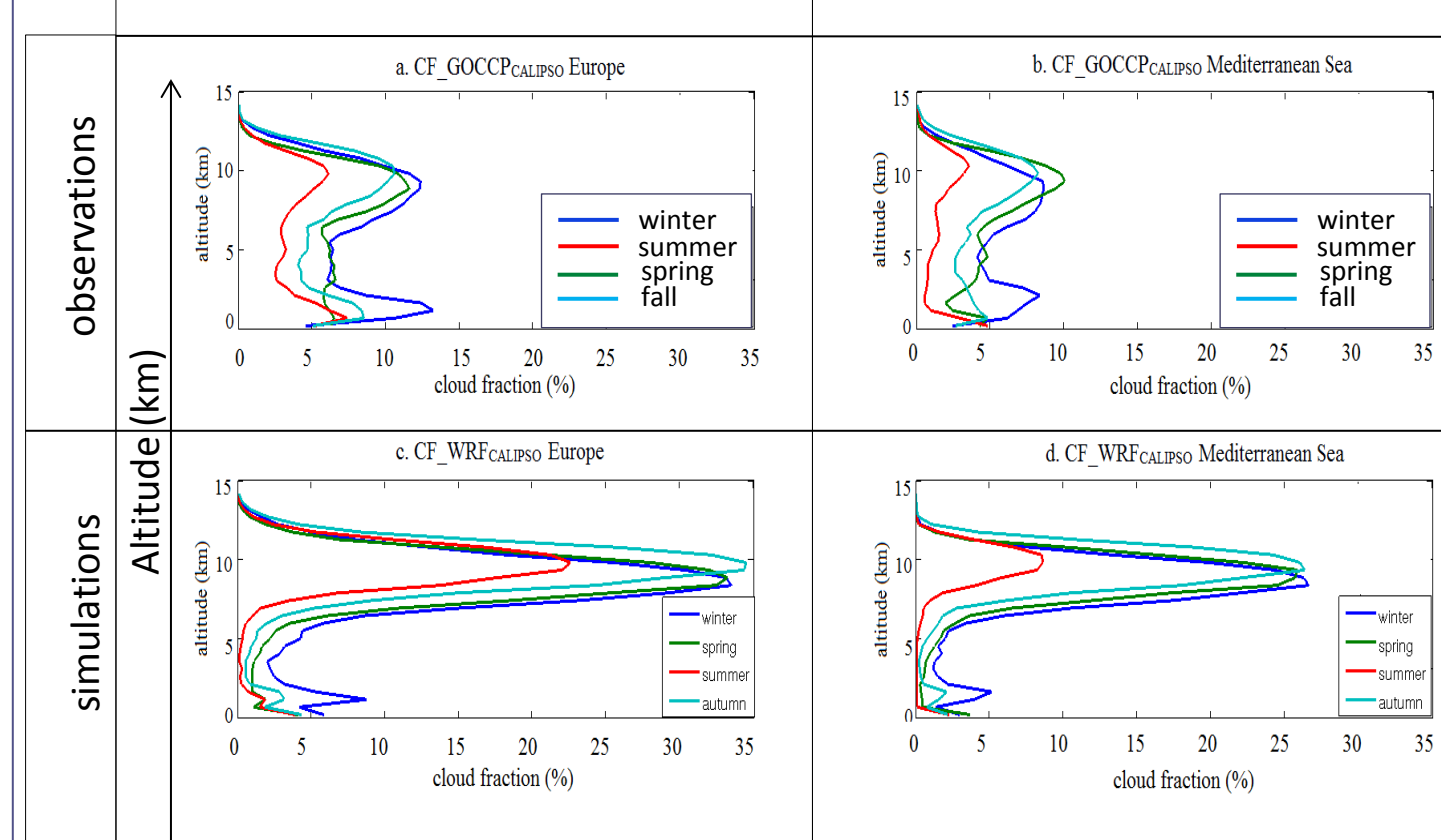 observations
simulations
Altitude (km)
a. CF_GOCCPCALIPSO Europe
15
10
5
0
altitude (km)
winter
summer
spring
fall
0 5 10 15 20 25 30 35
cloud fraction (%)
b. CF_GOCCPCALIPSO Mediterranean Sea
15
10
5
0
altitude (km)
winter
summer
spring
fall
0 5 10 15 20 25 30 35
cloud fraction (%)
c. CF_WRFCALIPSO Europe
15
10
5
0
altitude (km)
winter
spring
summer
autumn
0 5 10 15 20 25 30 35
cloud fraction (%)
d. CF_WRFCALIPSO Mediterranean Sea
15
10
5
0
altitude (km)
winter
spring
summer
autumn
0 5 10 15 20 25 30 35
cloud fraction (%)